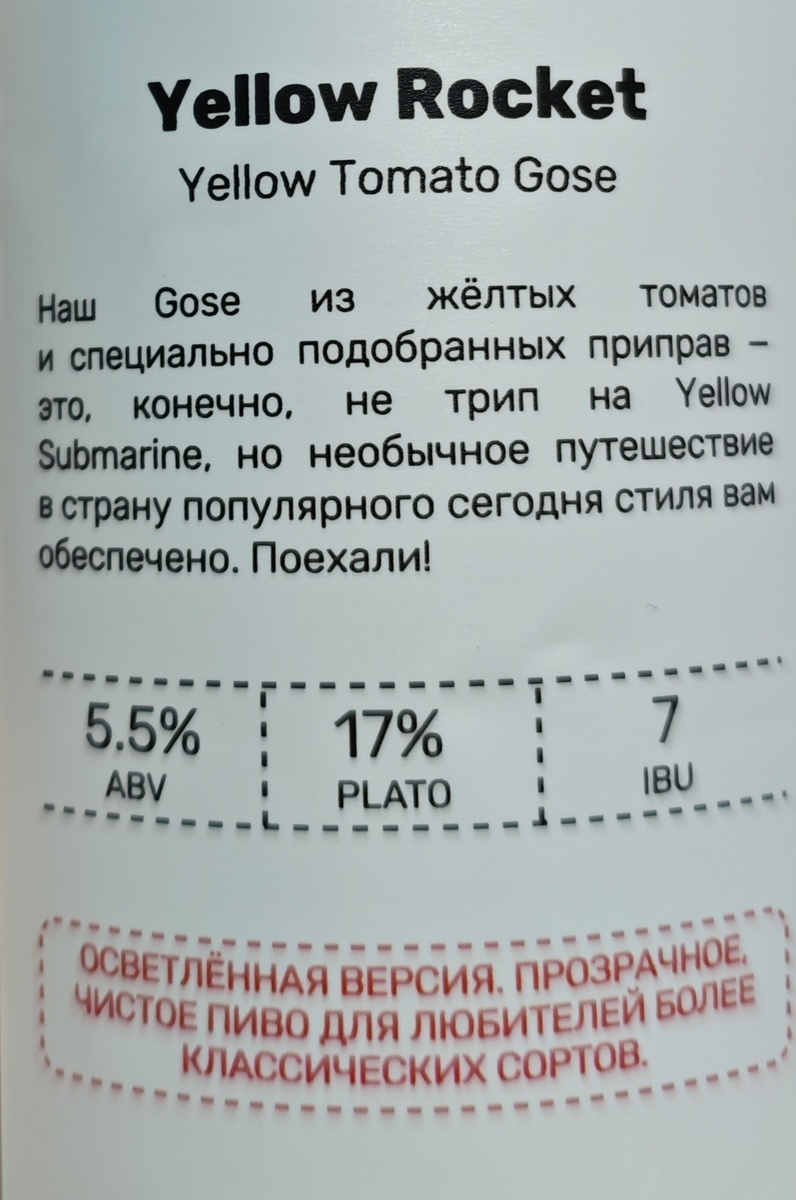 Yellow Rocket
Yellow Tomato Gose
Наш Gose из жёлтых томатов
и специально подобранных приправ –
это, конечно, не трип на Yellow
Submarine, но необычное путешествие
в страну популярного сегодня стиля вам
обеспечено. Поехали!
5.5% 17% 7
ABV PLATO IBU
ОСВЕТЛЁННАЯ ВЕРСИЯ. ПРОЗРАЧНОЕ,
ЧИСТОЕ ПИВО ДЛЯ ЛЮБИТЕЛЕЙ БОЛЕЕ
КЛАССИЧЕСКИХ СОРТОВ.